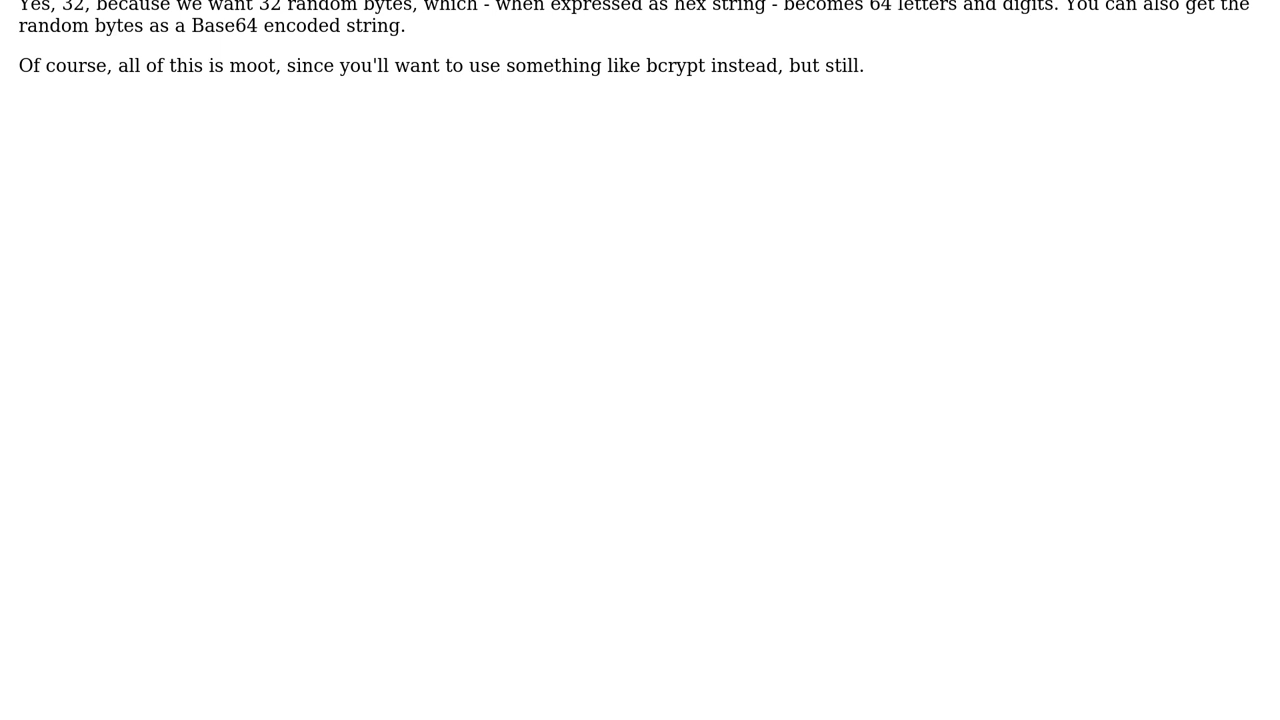 Yes, 32, because we want 32 random bytes, which - when expressed as hex string - becomes 64 letters and digits. You can also get the
random bytes as a Base64 encoded string.
Of course, all of this is moot, since you'll want to use something like bcrypt instead, but still.